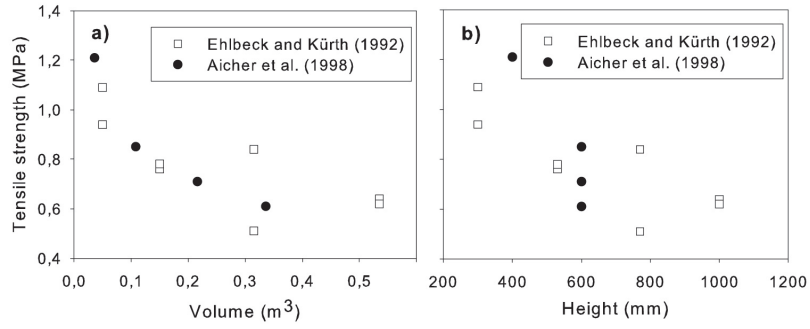 a)
Ehlbeck and Kürth (1992)
Aicher et al. (1998)
Tensile strength (MPa)
1,4
1,2
1,0
0,8
0,6
0,4
0,0 0,1 0,2 0,3 0,4 0,5
Volume (m³)
b)
Ehlbeck and Kürth (1992)
Aicher et al. (1998)
200 400 600 800 1000 1200
Height (mm)